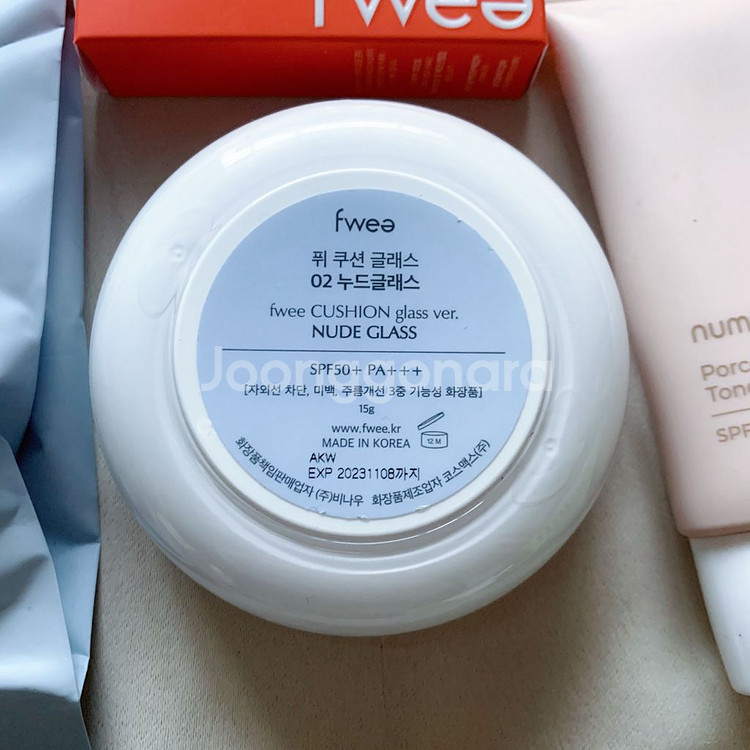 fwee
fwee
퓌 쿠션 글래스
02 누드글래스
fwee CUSHION glass ver.
NUDE GLASS
SPF50+ PA+++
Joonggonara
[자외선 차단, 미백, 주름개선 3중 기능성 화장품]
15g
www.fwee.kr
MADE IN KOREA
12 M
AKW
EXP 20231108까지
화장품책임판매업자 (주)비나우 화장품제조업자 코스맥스(주)
num
Porc
Tone
SPF